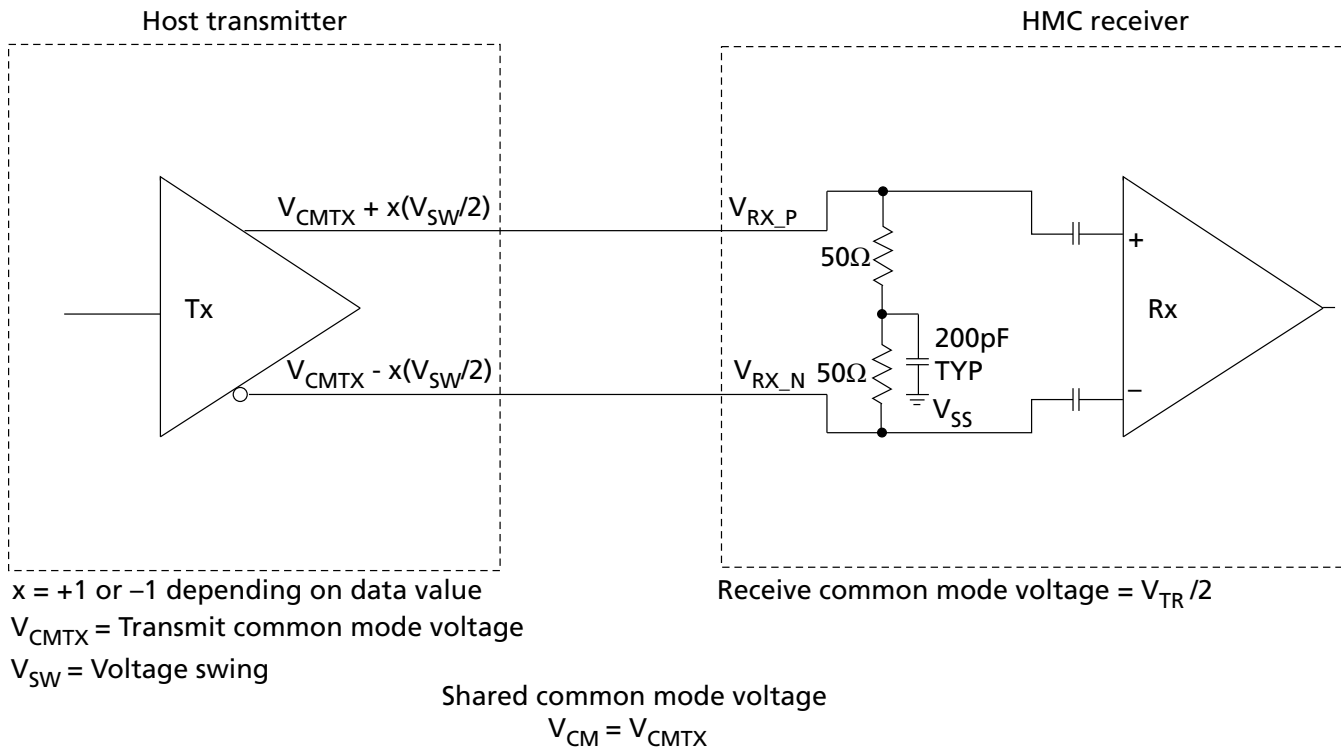 Host transmitter
HMC receiver
V_CMTX + x(V_SW/2)
V_RX_P
50Ω
+
Tx
Rx
200pF
TYP
50Ω
V_CMTX - x(V_SW/2)
V_RX_N
−
V_SS
x = +1 or –1 depending on data value
V_CMTX = Transmit common mode voltage
V_SW = Voltage swing
Receive common mode voltage = V_TR /2
Shared common mode voltage
V_CM = V_CMTX